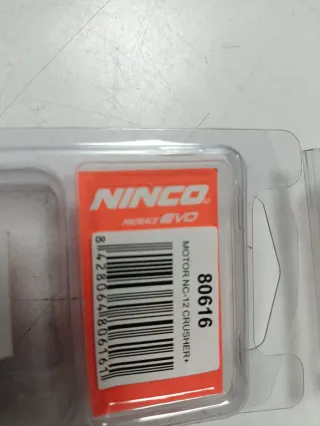 NINCO
PRORACE EVO
80616
MOTOR NC-12 CRUSHER+
8428064806161